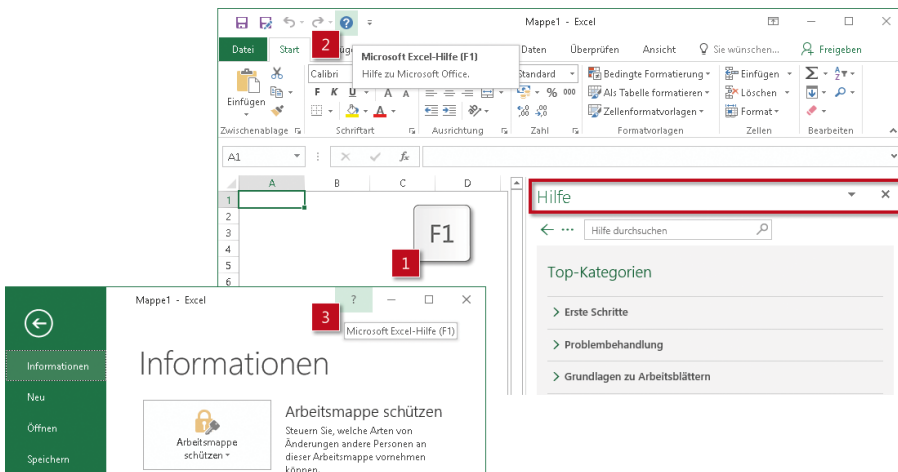 Mappe1 - Excel
Datei Start
2
Daten Überprüfen Ansicht Sie wünschen... Freigeben
Microsoft Excel-Hilfe (F1)
Hilfe zu Microsoft Office.
Calibri
Standard
F K U A A
A
% 000
Einfügen
Bedingte Formatierung
Als Tabelle formatieren
Zellenformatvorlagen
Einfügen
Löschen
Format
Zwischenablage Schriftart Ausrichtung Zahl Formatvorlagen Zellen Bearbeiten
A1 fx
A B C D
1
2
3
4
5
6
F1
1
Hilfe
Hilfe durchsuchen
Top-Kategorien
Erste Schritte
Problembehandlung
Grundlagen zu Arbeitsblättern
Mappe1 - Excel ?
3
Microsoft Excel-Hilfe (F1)
Informationen
Neu
Öffnen
Speichern
Informationen
Arbeitsmappe
schützen
Arbeitsmappe schützen
Steuern Sie, welche Arten von
Änderungen andere Personen an
dieser Arbeitsmappe vornehmen
können.